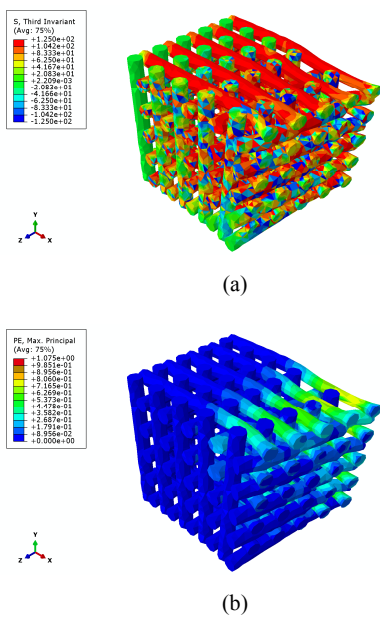 S, Third Invariant
(Avg: 75%)
+1.250e+02
+1.042e+02
+8.333e+01
+6.250e+01
+4.167e+01
+2.083e+01
+2.209e-03
-2.083e+01
-4.166e+01
-6.250e+01
-8.333e+01
-1.042e+02
-1.250e+02
Y
Z
X
(a)
PE, Max. Principal
(Avg: 75%)
+1.075e+00
+9.851e-01
+8.956e-01
+8.060e-01
+7.165e-01
+6.269e-01
+5.373e-01
+4.478e-01
+3.582e-01
+2.687e-01
+1.791e-01
+8.956e-02
+0.000e+00
Y
Z
X
(b)